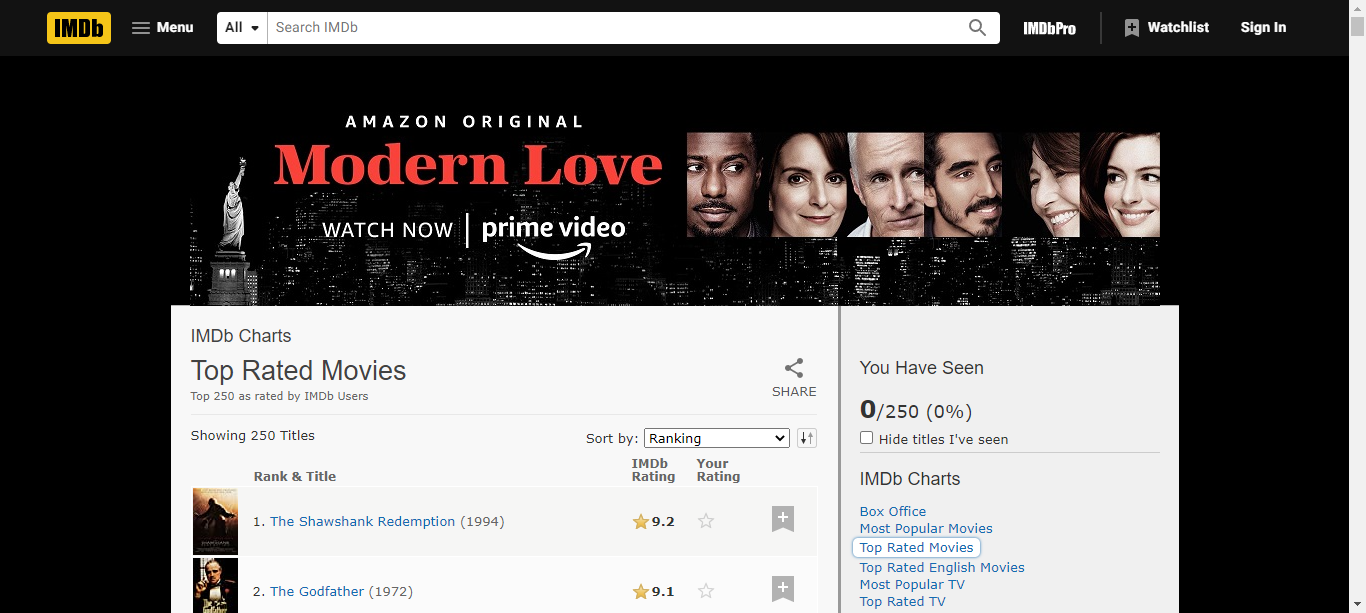 IMDb Menu All Search IMDb IMDbPro Watchlist Sign In
AMAZON ORIGINAL
Modern Love
WATCH NOW | prime video
IMDb Charts
Top Rated Movies
Top 250 as rated by IMDb Users
SHARE
Showing 250 Titles
Sort by: Ranking
Rank & Title IMDb Rating Your Rating
1. The Shawshank Redemption (1994) 9.2
2. The Godfather (1972) 9.1
You Have Seen
0/250 (0%)
Hide titles I've seen
IMDb Charts
Box Office
Most Popular Movies
Top Rated Movies
Top Rated English Movies
Most Popular TV
Top Rated TV